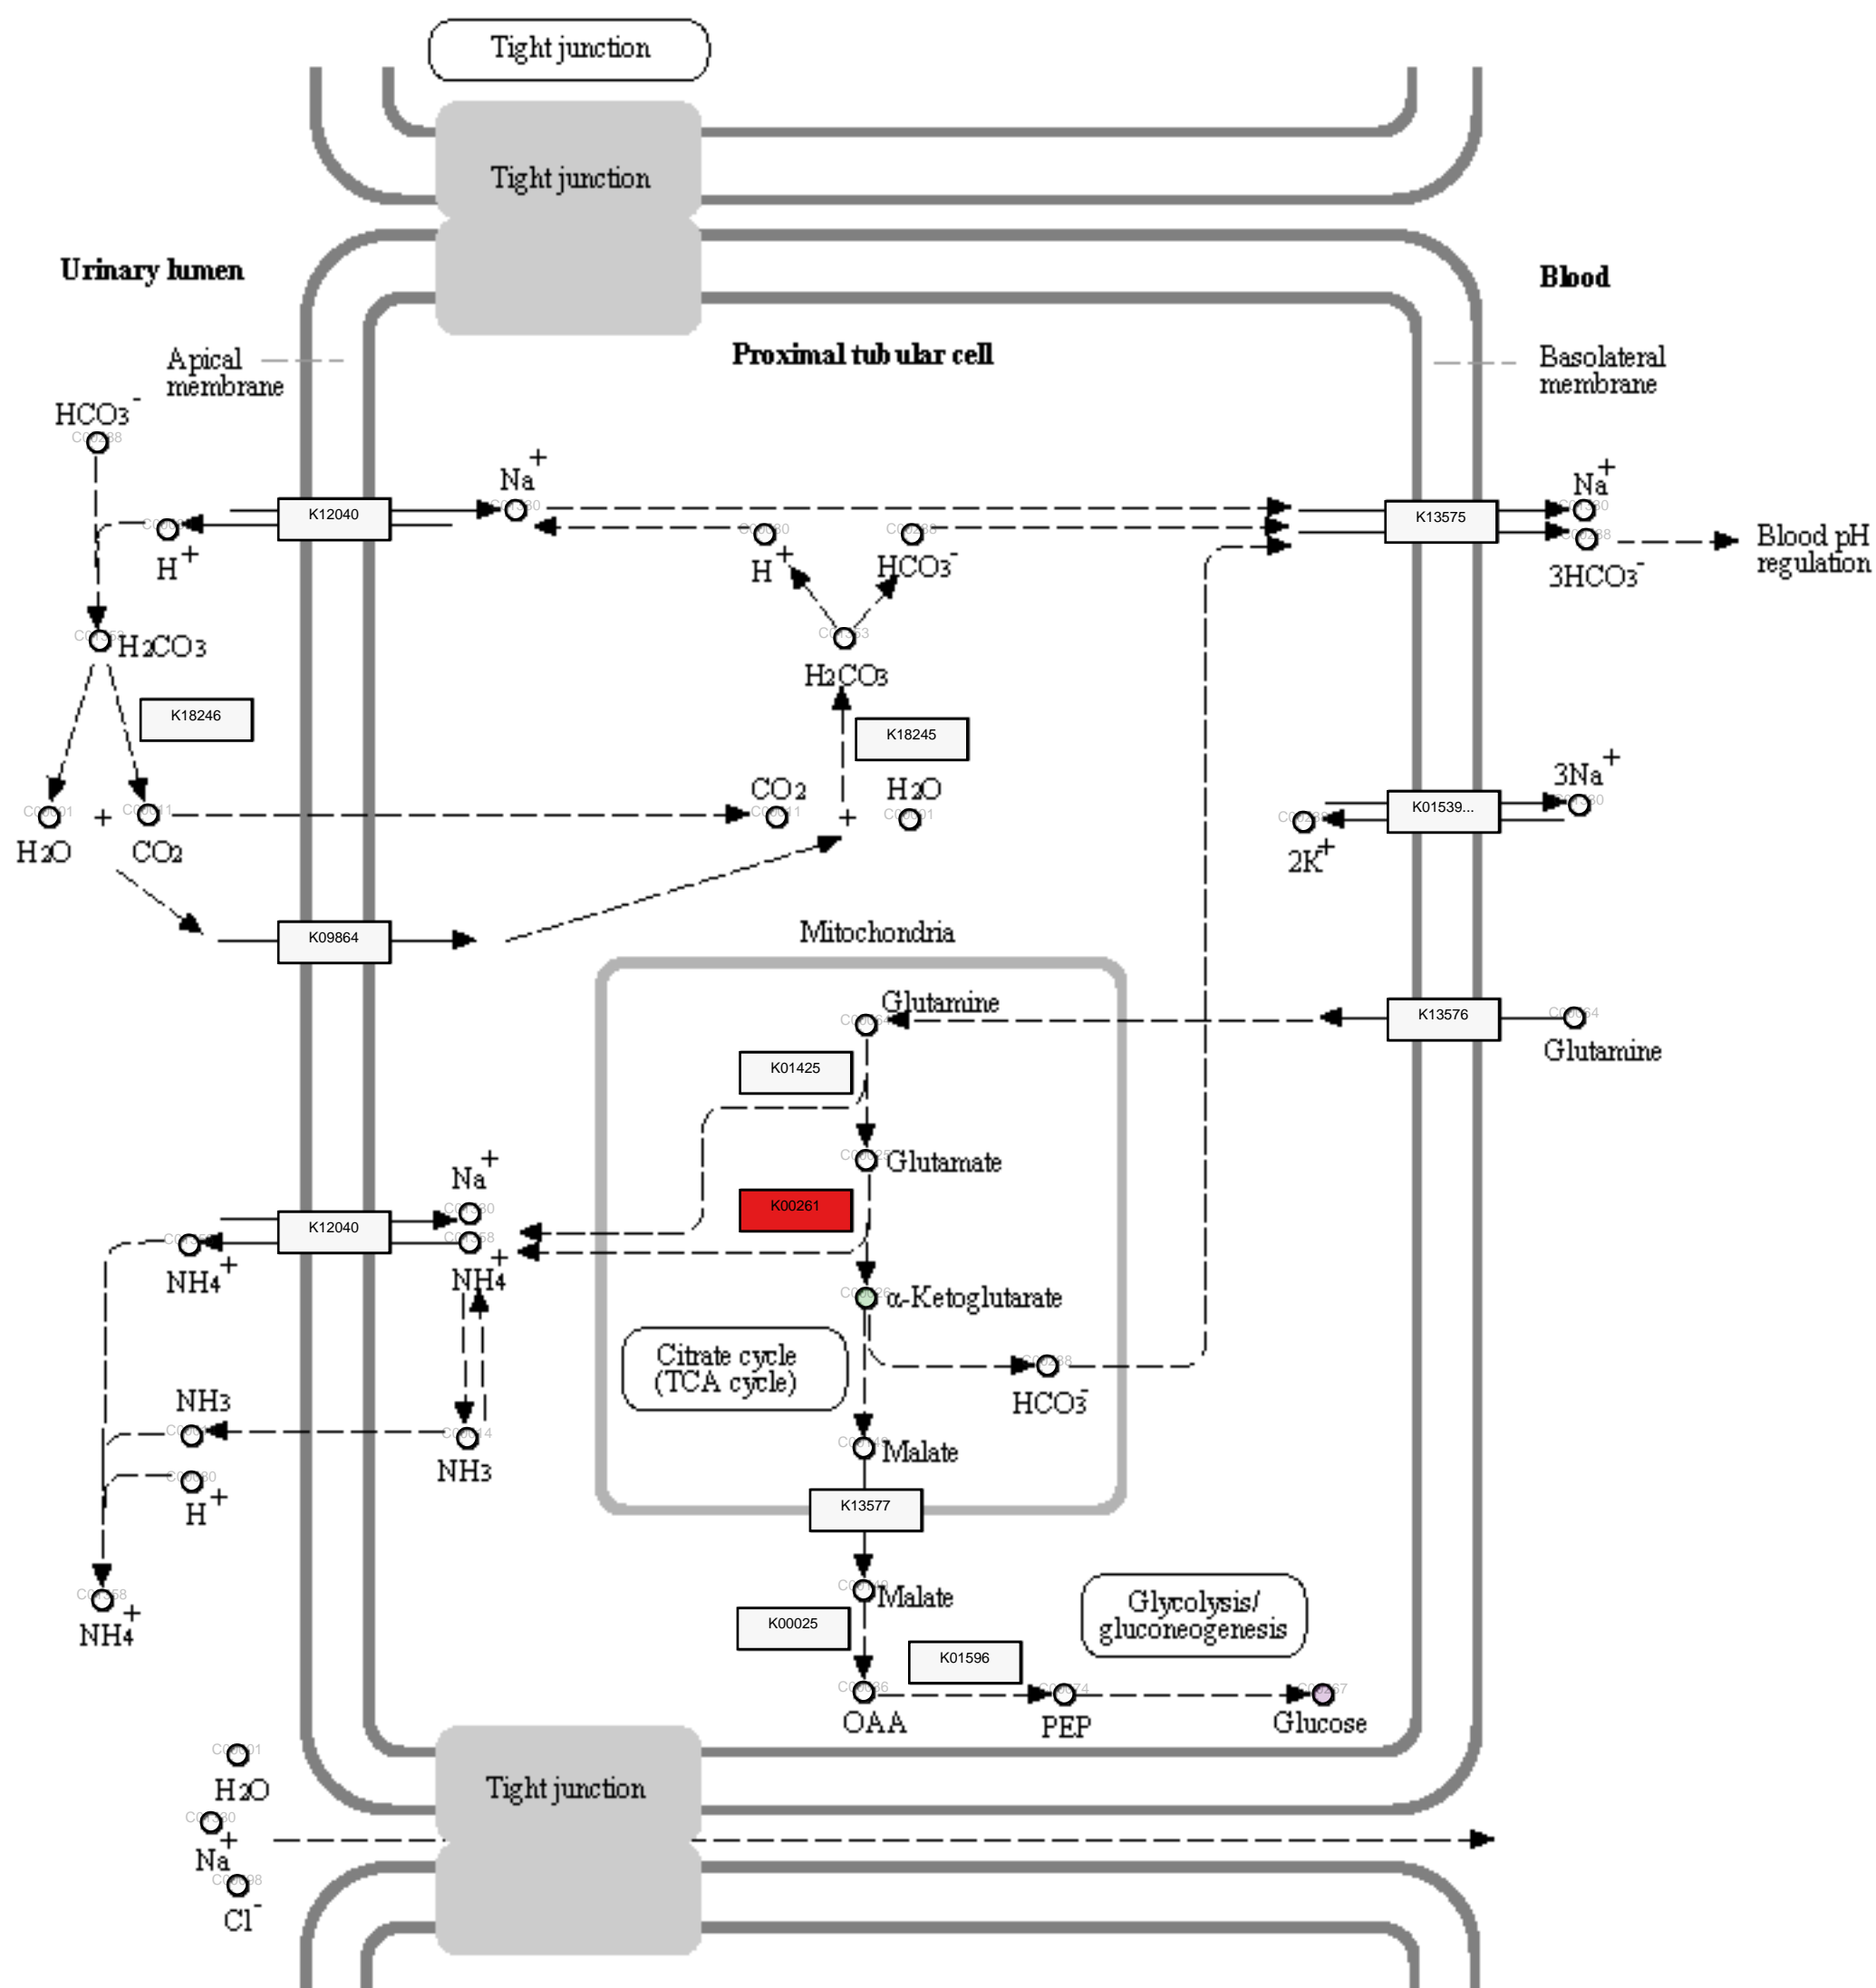 Tight junction
Tight junction
Urinary lumen
Blood
Proximal tubular cell
Apical
membrane
Basolateral
membrane
HCO3-
Na+
Na+
K12040
K13575
H+
H+
HCO3-
3HCO3-
Blood pH
regulation
H2CO3
H2CO3
K18246
K18245
CO2
H2O
3Na+
K01539...
2K+
+
+
H2O
CO2
K09864
Mitochondria
Glutamine
K13576
Glutamine
K01425
Glutamate
Na+
K00261
K12040
NH4+
NH4+
α-Ketoglutarate
Citrate cycle
(TCA cycle)
HCO3-
NH3
Malate
NH3
H+
K13577
Malate
NH4+
Glycolysis/
gluconeogenesis
K00025
K01596
OAA
PEP
Glucose
H2O
Tight junction
Na+
Cl-